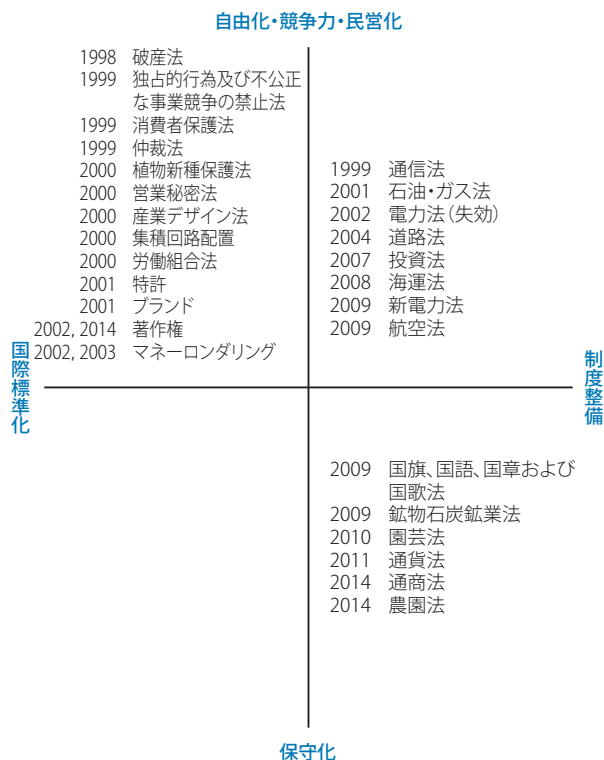 自由化・競争力・民営化
1998 破産法
1999 独占的行為及び不公正
な事業競争の禁止法
1999 消費者保護法
1999 仲裁法
2000 植物新種保護法
2000 営業秘密法
2000 産業デザイン法
2000 集積回路配置
2000 労働組合法
2001 特許
2001 ブランド
2002, 2014 著作権
2002, 2003 マネーロンダリング
1999 通信法
2001 石油・ガス法
2002 電力法（失効）
2004 道路法
2007 投資法
2008 海運法
2009 新電力法
2009 航空法
国際標準化
制度整備
2009 国旗、国語、国章および
国歌法
2009 鉱物石炭鉱業法
2010 園芸法
2011 通貨法
2014 通商法
2014 農園法
保守化